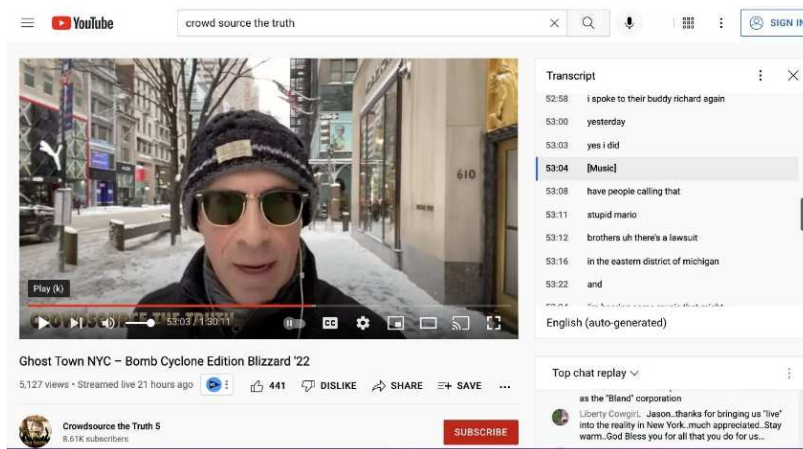 YouTube
crowd source the truth
SIGN IN
610
Play (k)
CROWDSOURCE THE TRUTH
53:03 / 1:30:11
CC
Ghost Town NYC – Bomb Cyclone Edition Blizzard '22
5,127 views • Streamed live 21 hours ago
441
DISLIKE
SHARE
SAVE
Crowdsource the Truth 5
8.61K subscribers
SUBSCRIBE
Transcript
52:58 i spoke to their buddy richard again
53:00 yesterday
53:03 yes i did
53:04 [Music]
53:08 have people calling that
53:11 stupid mario
53:12 brothers uh there's a lawsuit
53:16 in the eastern district of michigan
53:22 and
English (auto-generated)
Top chat replay
as the "Bland" corporation
Liberty CowgirL Jason..thanks for bringing us "live"
into the reality in New York..much appreciated..Stay
warm..God Bless you for all that you do for us...